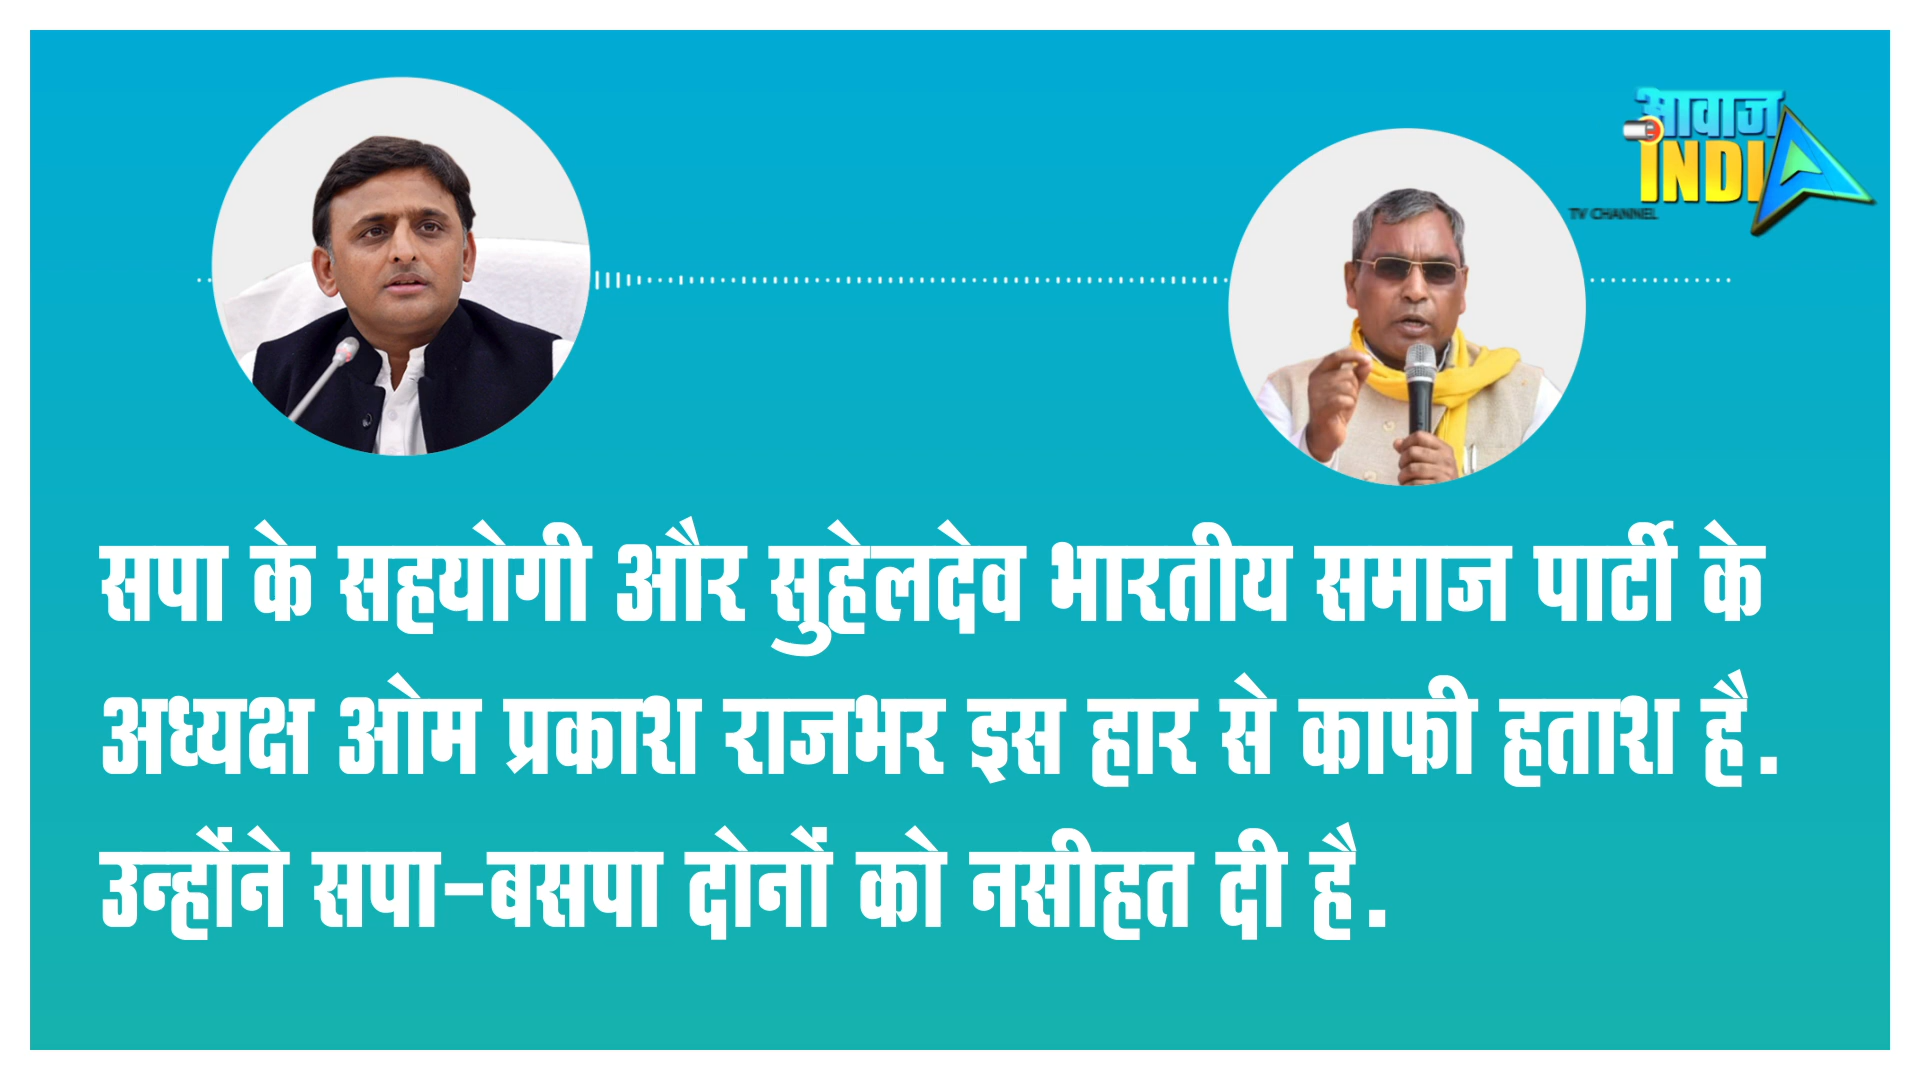 आवाज
INDIA
TV CHANNEL
सपा के सहयोगी और सुहेलदेव भारतीय समाज पार्टी के
अध्यक्ष ओम प्रकाश राजभर इस हार से काफी हताश है.
उन्होंने सपा-बसपा दोनों को नसीहत दी है.